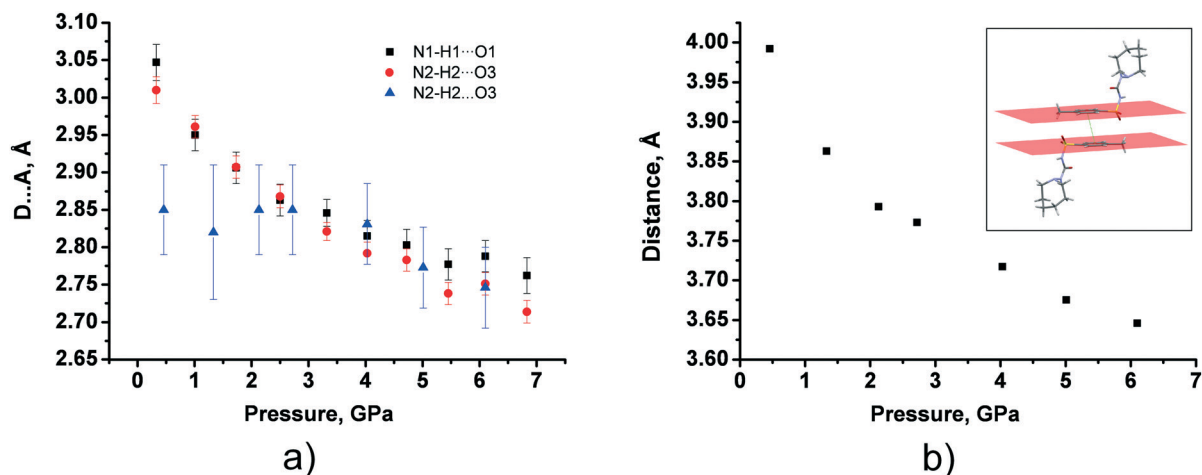 3.10
3.05
3.00
2.95
2.90
2.85
2.80
2.75
2.70
2.65
D...A, Å
N1-H1···O1
N2-H2···O3
N2-H2...O3
0 1 2 3 4 5 6 7
Pressure, GPa
a)
4.00
3.95
3.90
3.85
3.80
3.75
3.70
3.65
3.60
Distance, Å
0 1 2 3 4 5 6 7
Pressure, GPa
b)